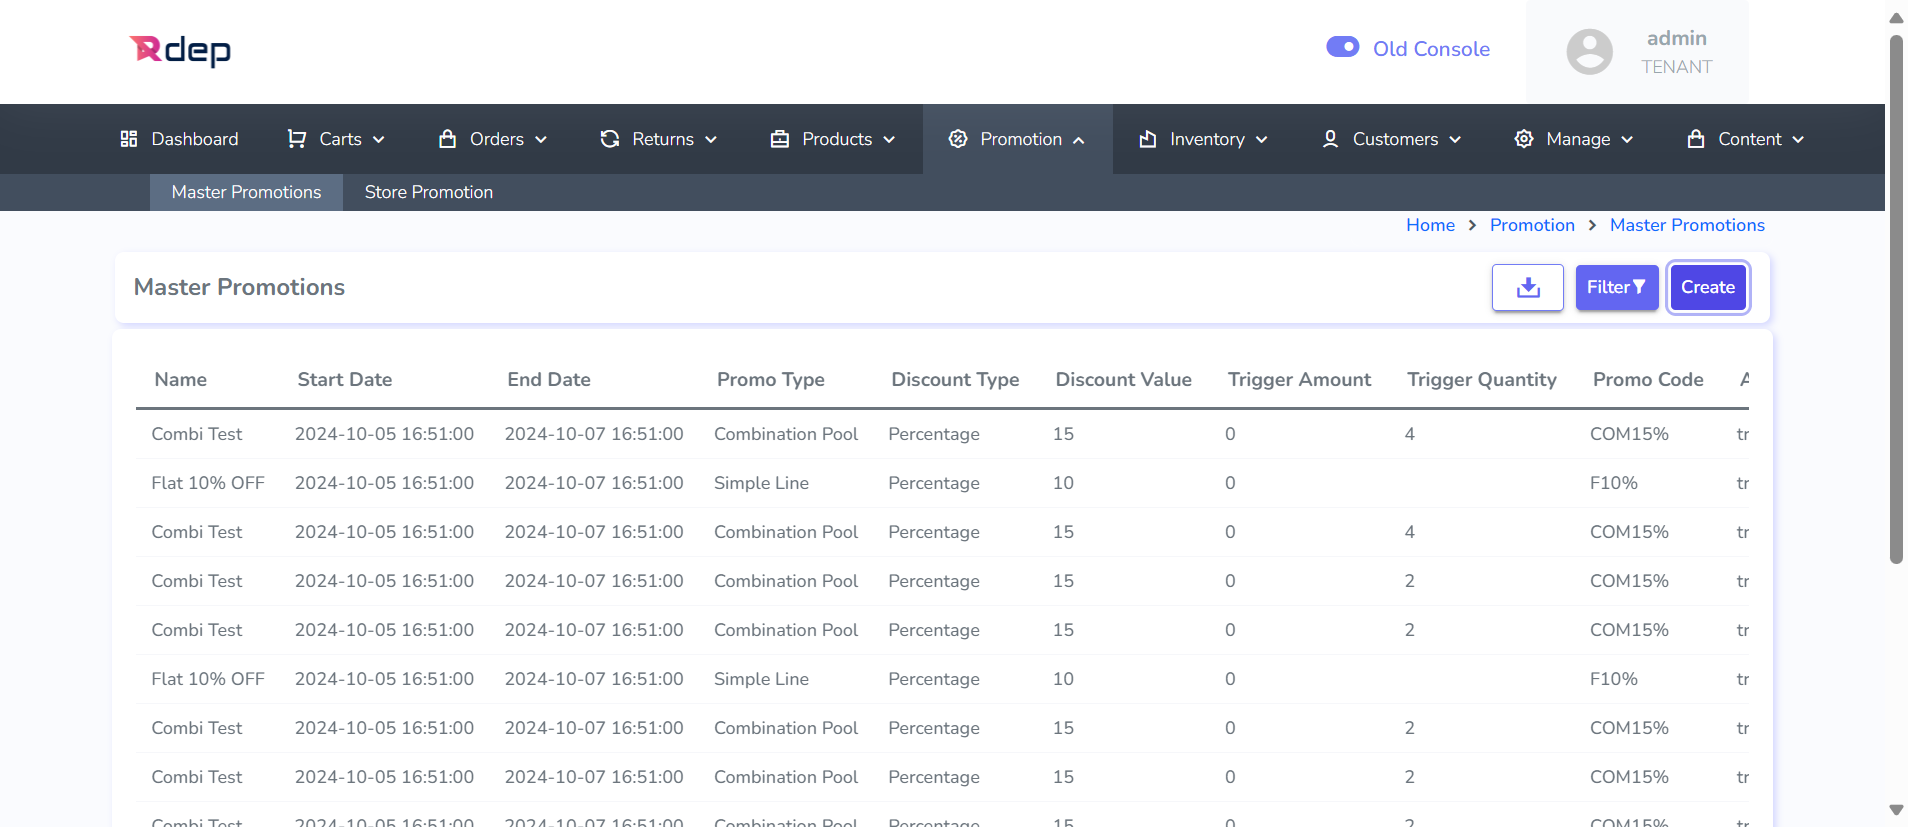 Rdep
Old Console
admin
TENANT
Dashboard Carts Orders Returns Products Promotion Inventory Customers Manage Content
Master Promotions Store Promotion
Home > Promotion > Master Promotions
Master Promotions Filter Create
Name Start Date End Date Promo Type Discount Type Discount Value Trigger Amount Trigger Quantity Promo Code
Combi Test 2024-10-05 16:51:00 2024-10-07 16:51:00 Combination Pool Percentage 15 0 4 COM15% tr
Flat 10% OFF 2024-10-05 16:51:00 2024-10-07 16:51:00 Simple Line Percentage 10 0 F10% tr
Combi Test 2024-10-05 16:51:00 2024-10-07 16:51:00 Combination Pool Percentage 15 0 4 COM15% tr
Combi Test 2024-10-05 16:51:00 2024-10-07 16:51:00 Combination Pool Percentage 15 0 2 COM15% tr
Combi Test 2024-10-05 16:51:00 2024-10-07 16:51:00 Combination Pool Percentage 15 0 2 COM15% tr
Flat 10% OFF 2024-10-05 16:51:00 2024-10-07 16:51:00 Simple Line Percentage 10 0 F10% tr
Combi Test 2024-10-05 16:51:00 2024-10-07 16:51:00 Combination Pool Percentage 15 0 2 COM15% tr
Combi Test 2024-10-05 16:51:00 2024-10-07 16:51:00 Combination Pool Percentage 15 0 2 COM15% tr
Combi Test 2024-10-05 16:51:00 2024-10-07 16:51:00 Combination Pool Percentage 15 0 2 COM15% tr